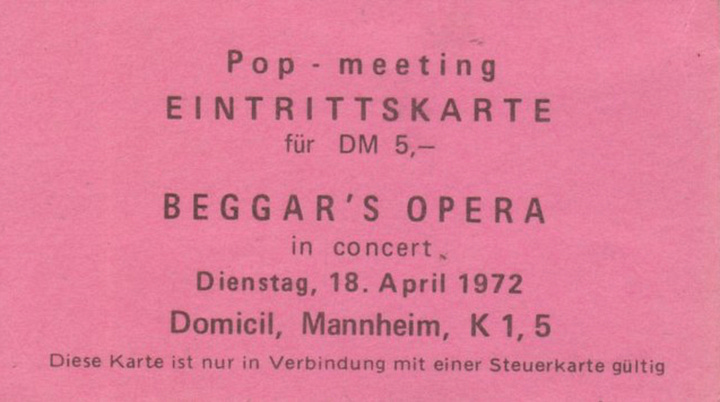 Pop - meeting
EINTRITTSKARTE
für DM 5,—
BEGGAR'S OPERA
in concert
Dienstag, 18. April 1972
Domicil, Mannheim, K 1, 5
Diese Karte ist nur in Verbindung mit einer Steuerkarte gültig